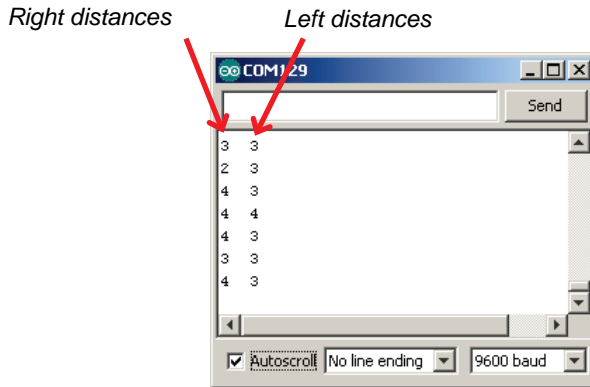 Right distances Left distances
COM129
Send
3 3
2 3
4 3
4 4
4 3
3 3
4 3
Autoscroll No line ending 9600 baud